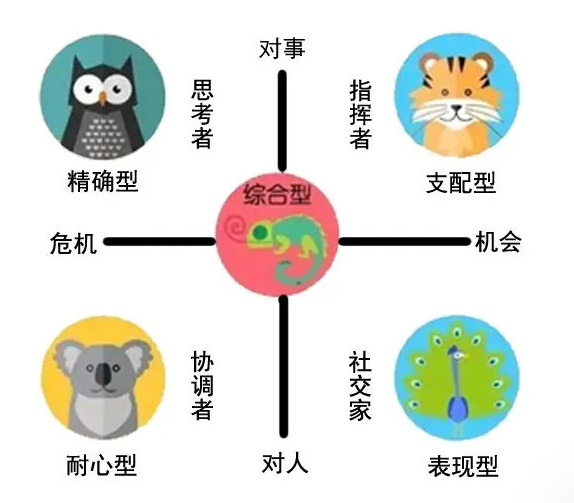 对事
思考者
指挥者
精确型
支配型
综合型
危机
机会
协调者
社交家
耐心型
对人
表现型